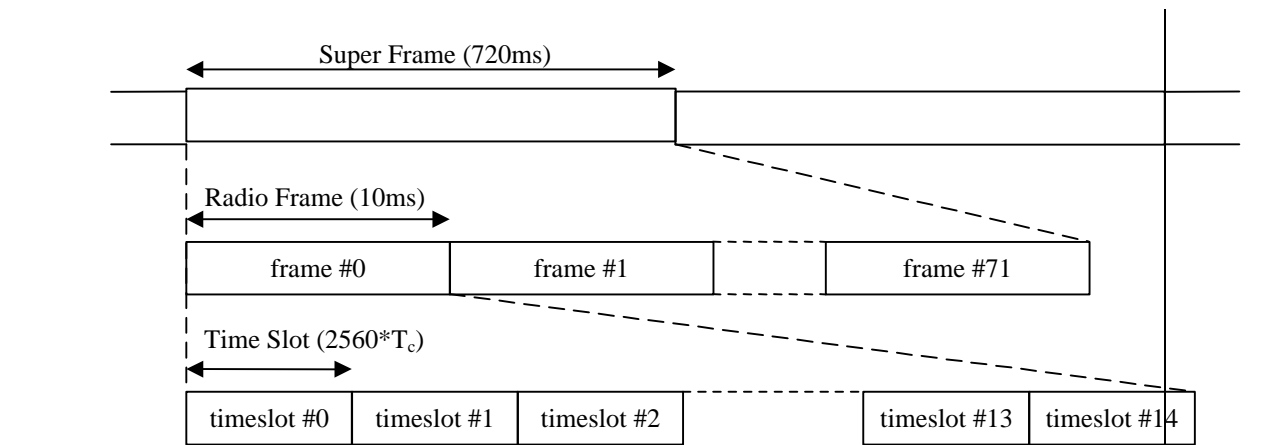 Super Frame (720ms)
Radio Frame (10ms)
frame #0 frame #1 frame #71
Time Slot (2560*Tc)
timeslot #0 timeslot #1 timeslot #2 timeslot #13 timeslot #14